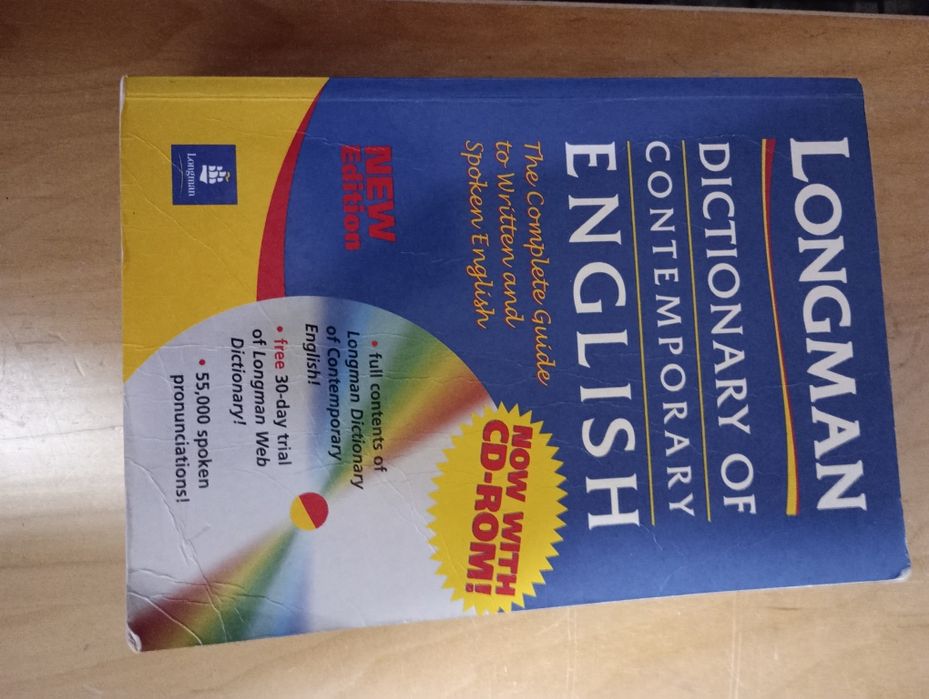 LONGMAN
DICTIONARY OF
CONTEMPORARY
ENGLISH
The Complete Guide
to Written and
Spoken English
NOW WITH
CD-ROM!
NEW
Edition
• full contents of
Longman Dictionary
of Contemporary
English!
• free 30-day trial
of Longman Web
Dictionary!
• 55,000 spoken
pronunciations!
Longman